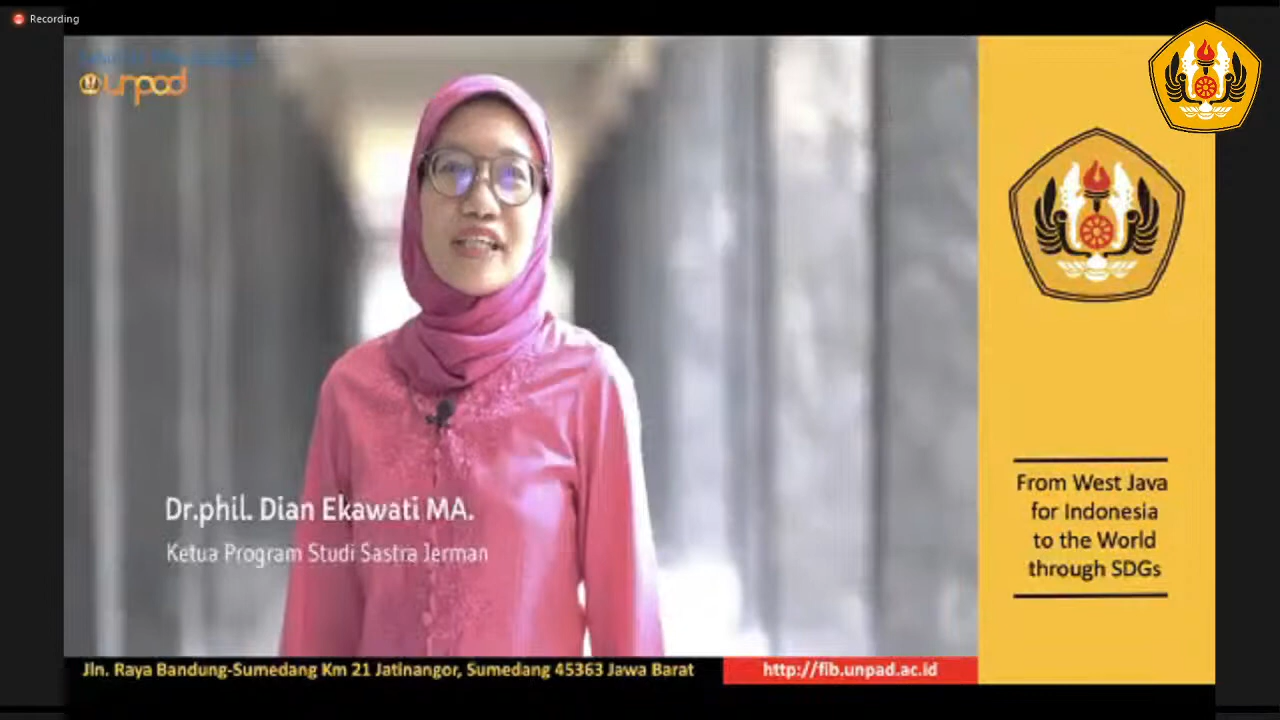 Recording
unpad
Dr.phil. Dian Ekawati MA.
Ketua Program Studi Sastra Jerman
From West Java
for Indonesia
to the World
through SDGs
Jln. Raya Bandung-Sumedang Km 21 Jatinangor, Sumedang 45363 Jawa Barat
http://fib.unpad.ac.id